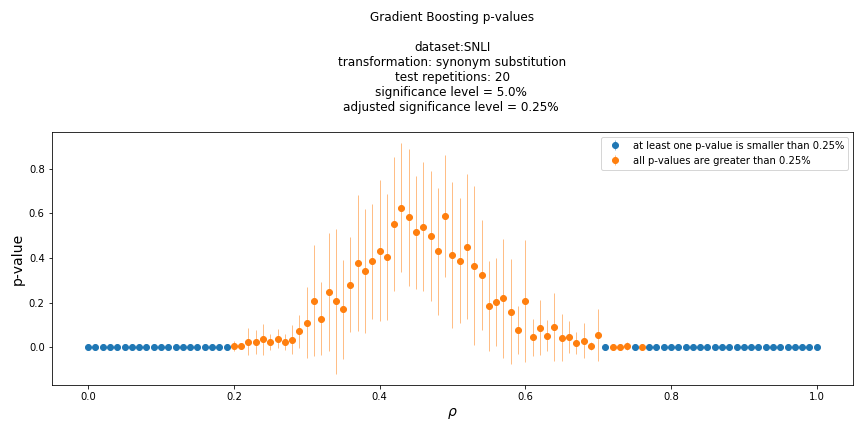 Gradient Boosting p-values
dataset:SNLI
transformation: synonym substitution
test repetitions: 20
significance level = 5.0%
adjusted significance level = 0.25%
at least one p-value is smaller than 0.25%
all p-values are greater than 0.25%
p-value
0.8
0.6
0.4
0.2
0.0
0.0 0.2 0.4 0.6 0.8 1.0
ρ